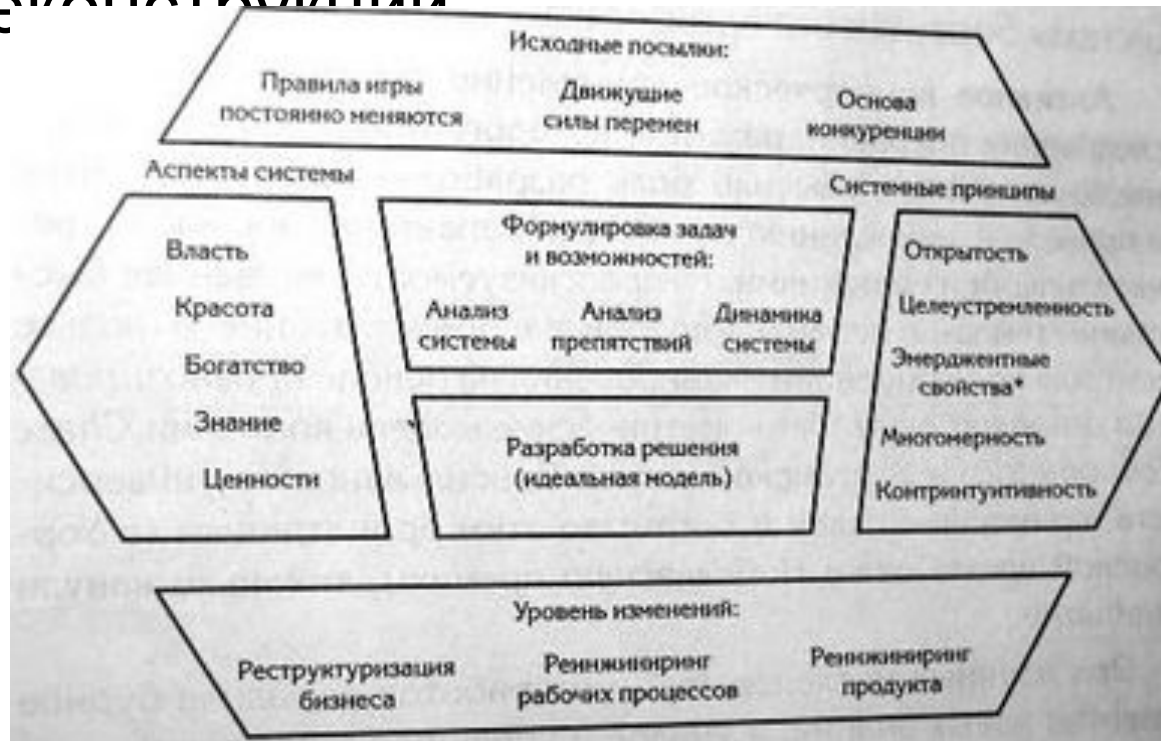 Исходные посылки:
Правила игры
постоянно меняются
Движущие
силы перемен
Основа
конкуренции
Аспекты системы
Системные принципы
Власть
Красота
Богатство
Знание
Ценности
Формулировка задач
и возможностей:
Анализ
системы
Анализ
препятствий
Динамика
системы
Разработка решения
(идеальная модель)
Открытость
Целеустремленность
Эмерджентные
свойства*
Многомерность
Контринтуитивность
Уровень изменений:
Реструктуризация
бизнеса
Реинжиниринг
рабочих процессов
Реинжиниринг
продукта